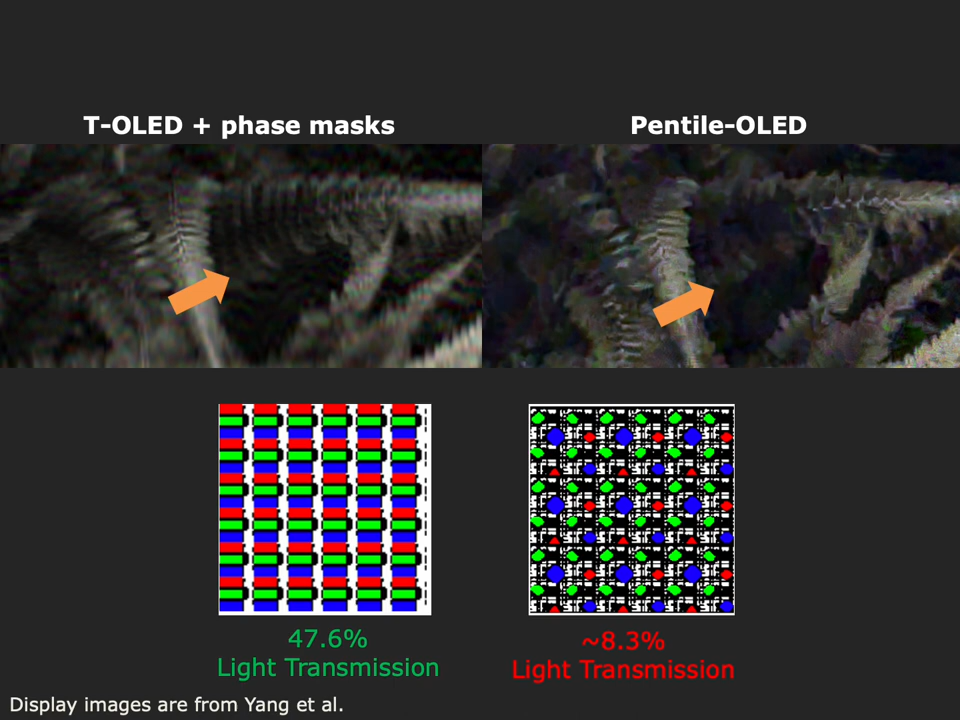 T-OLED + phase masks
Pentile-OLED
47.6%
Light Transmission
~8.3%
Light Transmission
Display images are from Yang et al.